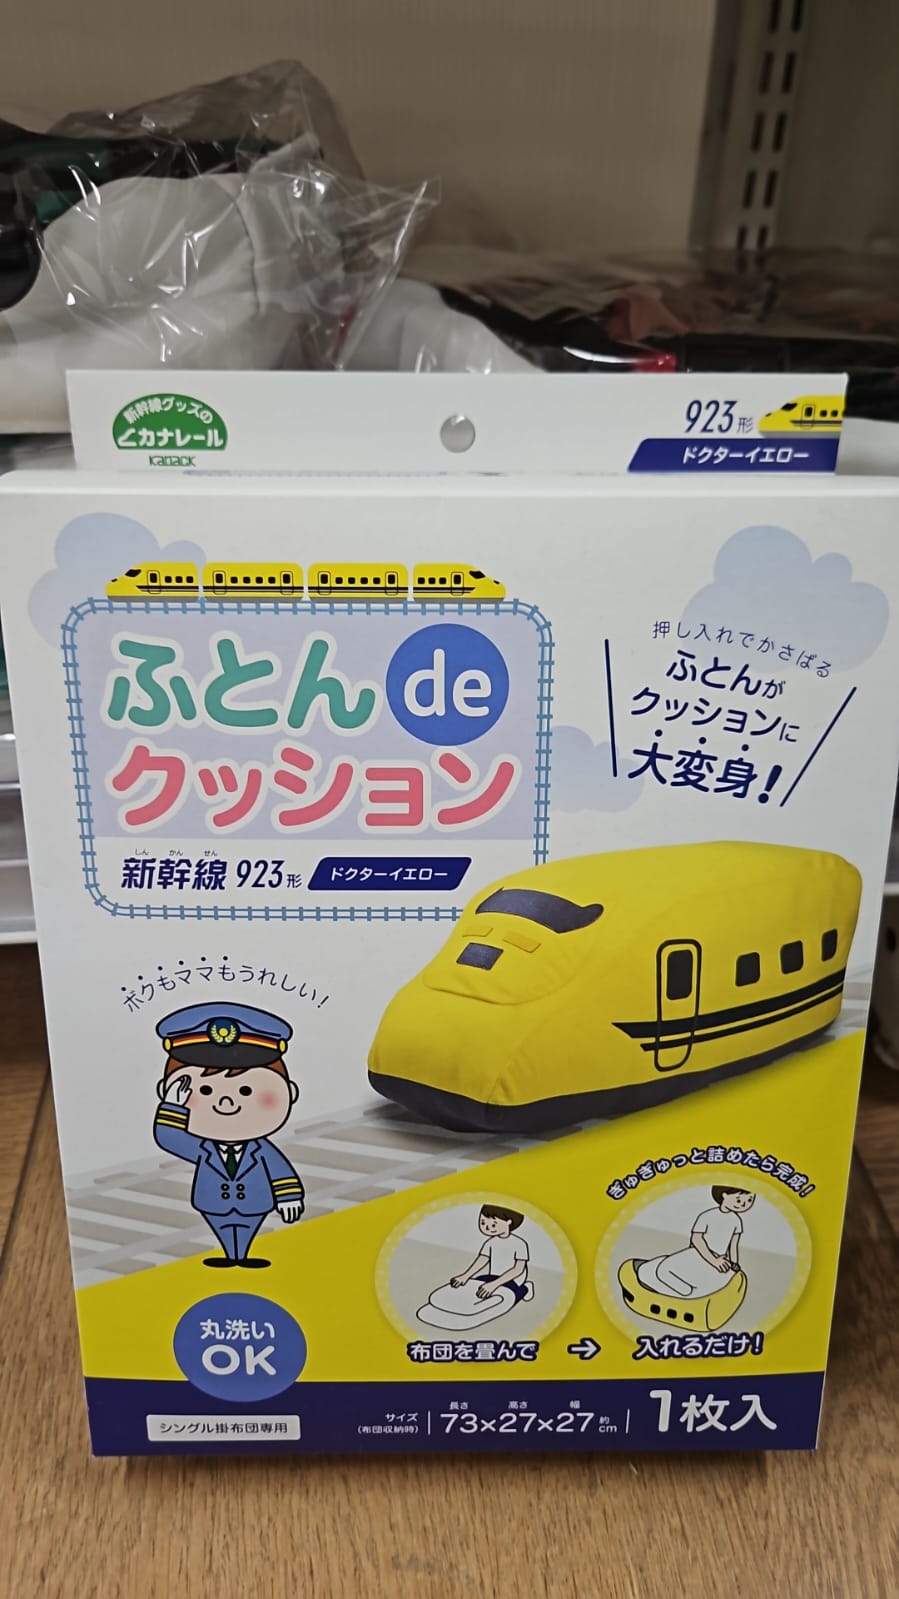 新幹線グッズの
カナレール
Kanack
923形
ドクターイエロー
ふとんde
クッション
しんかんせん
新幹線923形 ドクターイエロー
押し入れでかさばる
ふとんが
クッションに
大変身!
ボクもママもうれしい!
ぎゅぎゅっと詰めたら完成!
布団を畳んで → 入れるだけ!
丸洗い
OK
シングル掛布団専用
サイズ
(布団収納時)
長さ 高さ 幅
73×27×27 約cm
1枚入